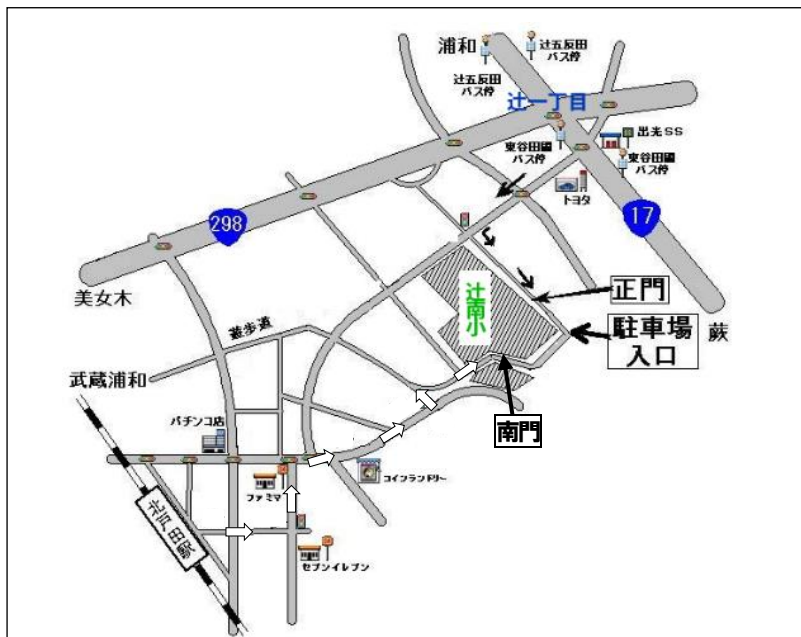 浦和
辻五反田
バス停
辻五反田
バス停
辻一丁目
東谷田園
バス停
出光SS
東谷田園
バス停
トヨタ
17
298
美女木
辻南小
正門
駐車場
入口
蕨
遊歩道
武蔵浦和
南門
パチンコ店
ファミマ
コインランドリー
北戸田駅
セブンイレブン